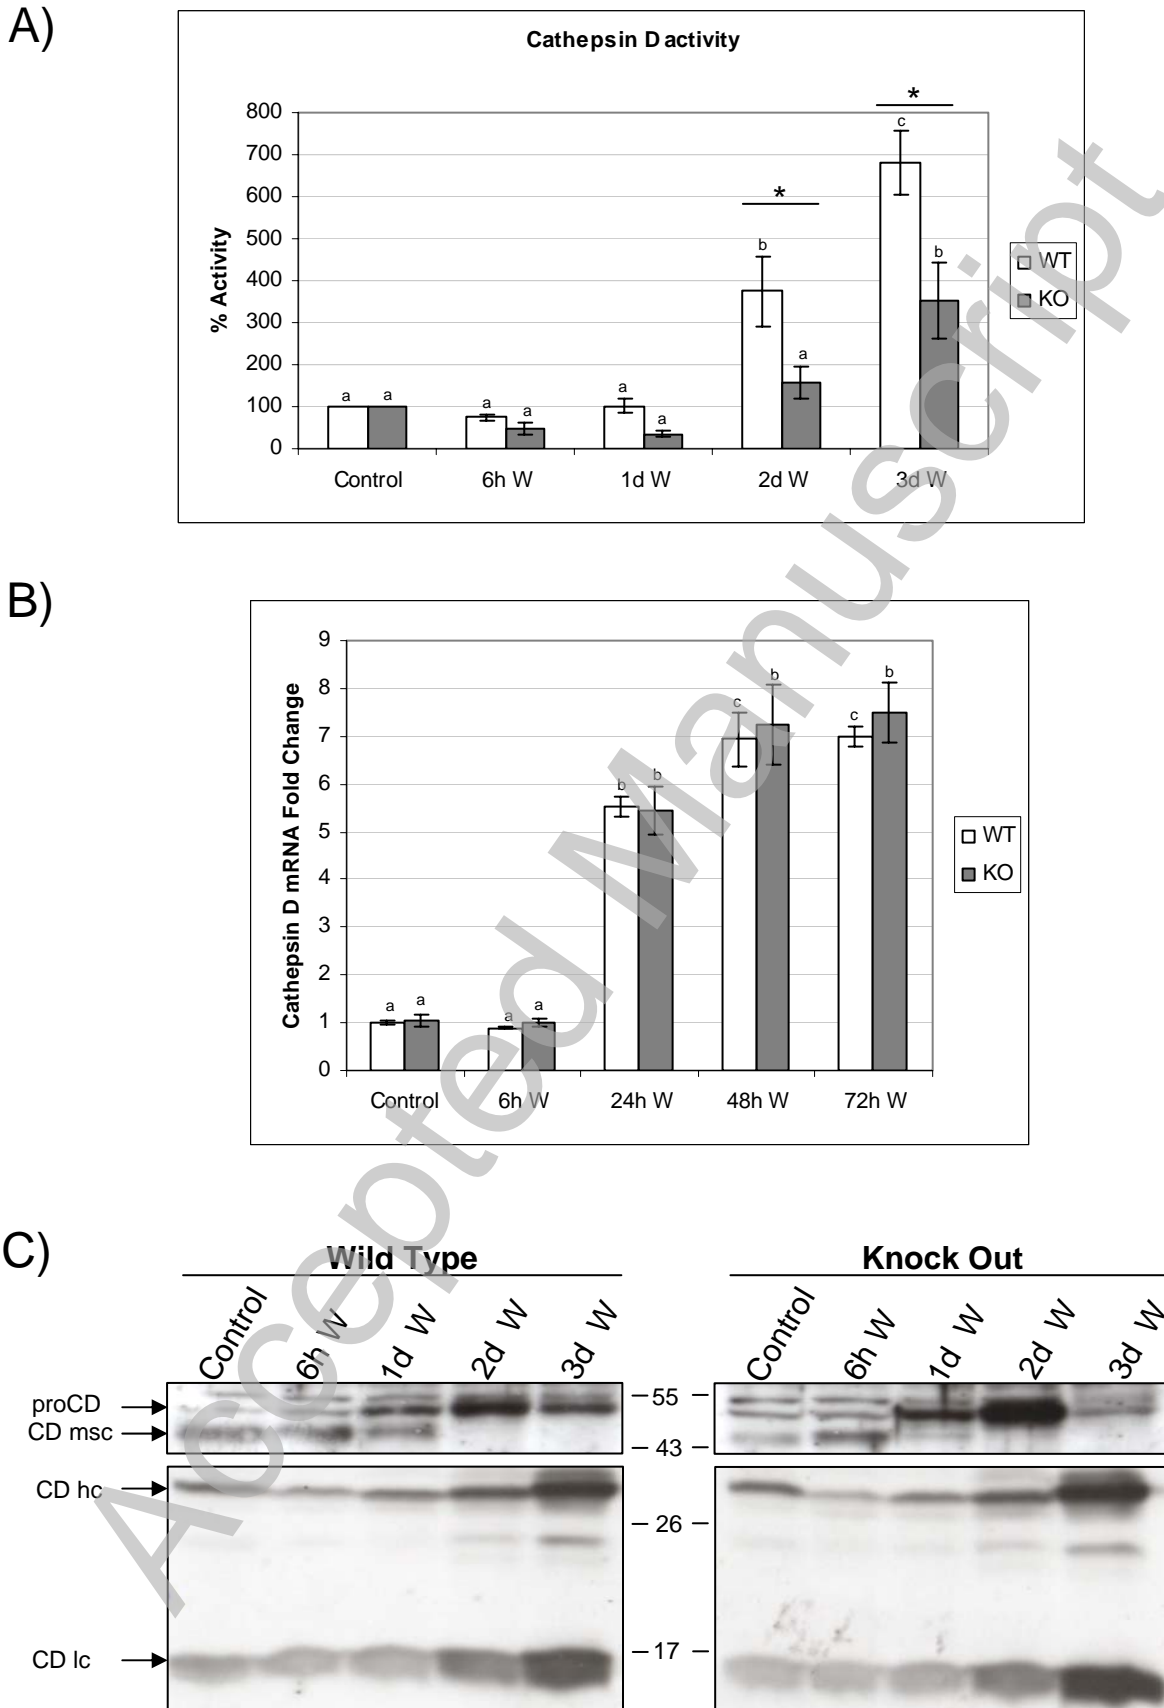 A)
Cathepsin D activity
% Activity
800
700
600
500
400
300
200
100
0
*
*
a a a a a a b a c b
Control 6h W 1d W 2d W 3d W
WT
KO
B)
Cathepsin D mRNA Fold Change
9
8
7
6
5
4
3
2
1
0
a a a a b b c b c b
Control 6h W 24h W 48h W 72h W
WT
KO
C)
Wild Type Knock Out
Control 6h W 1d W 2d W 3d W Control 6h W 1d W 2d W 3d W
proCD
CD msc
CD hc
CD lc
– 55 –
– 43 –
– 26 –
– 17 –
Accepted Manuscript